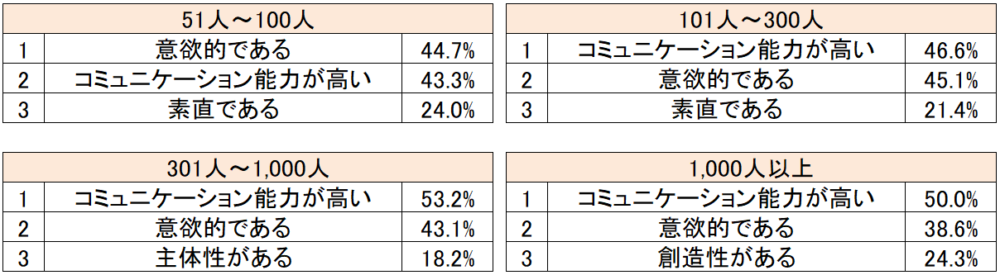 51人～100人
1 意欲的である 44.7%
2 コミュニケーション能力が高い 43.3%
3 素直である 24.0%
101人～300人
1 コミュニケーション能力が高い 46.6%
2 意欲的である 45.1%
3 素直である 21.4%
301人～1,000人
1 コミュニケーション能力が高い 53.2%
2 意欲的である 43.1%
3 主体性がある 18.2%
1,000人以上
1 コミュニケーション能力が高い 50.0%
2 意欲的である 38.6%
3 創造性がある 24.3%